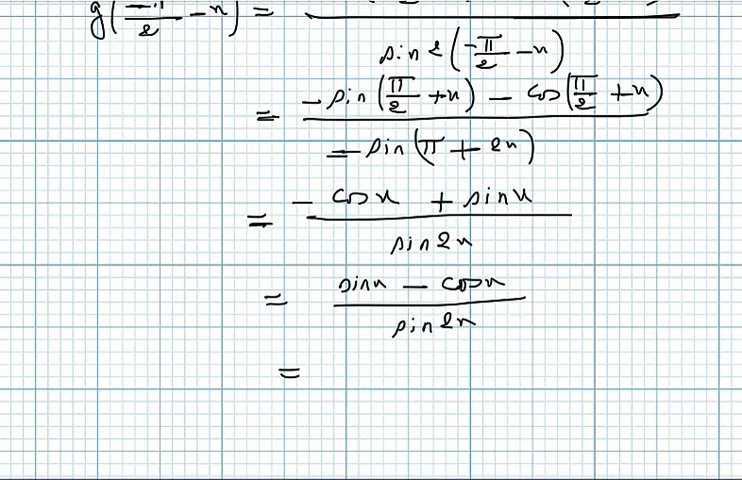 g(-π/2 - x) =
sin 2(-π/2 - x)
= (- sin(π/2 + x) - cos(π/2 + x)) / (- sin(π + 2x))
= (- cos x + sin x) / (sin 2x)
= (sin x - cos x) / (sin 2x)
=